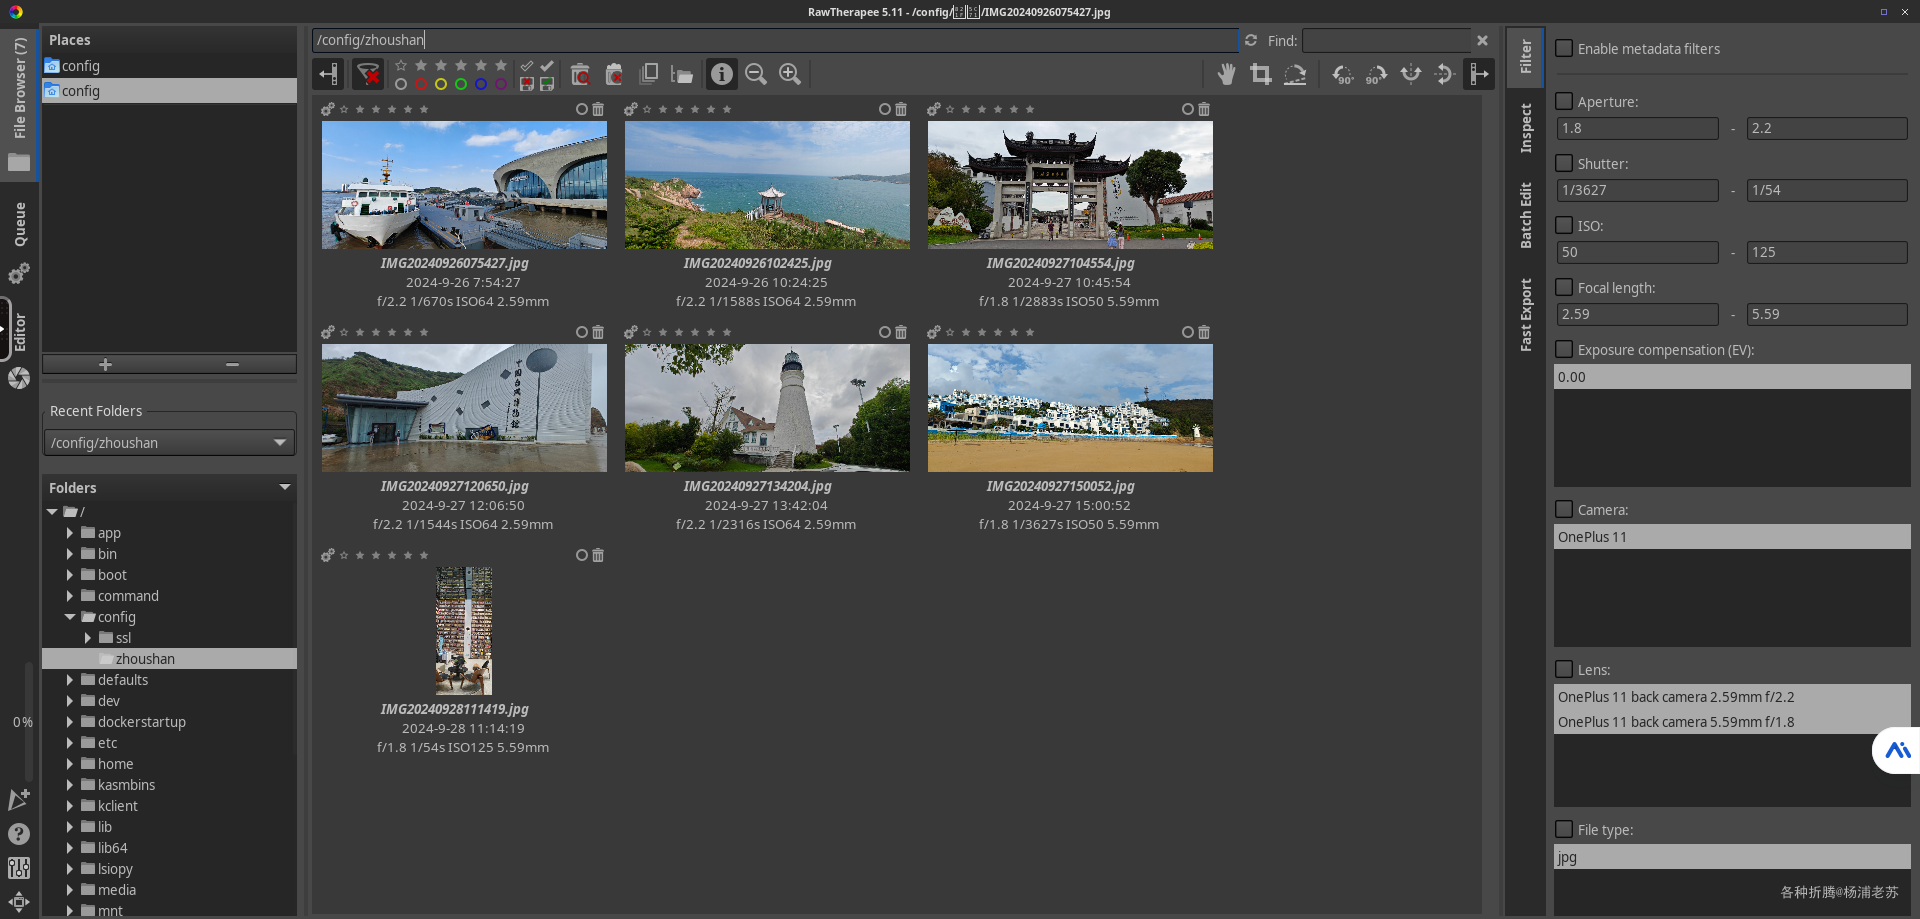 RawTherapee 5.11 - /config/舟山/IMG20240926075427.jpg
File Browser (7)
Queue
Editor
0%
Places
config
config
Recent Folders
/config/zhoushan
Folders
/
app
bin
boot
command
config
ssl
zhoushan
defaults
dev
dockerstartup
etc
home
kasmbins
kclient
lib
lib64
lsiopy
media
mnt
/config/zhoushan
Find:
IMG20240926075427.jpg
2024-9-26 7:54:27
f/2.2 1/670s ISO64 2.59mm
IMG20240926102425.jpg
2024-9-26 10:24:25
f/2.2 1/1588s ISO64 2.59mm
IMG20240927104554.jpg
2024-9-27 10:45:54
f/1.8 1/2883s ISO50 5.59mm
中国台风博物馆
IMG20240927120650.jpg
2024-9-27 12:06:50
f/2.2 1/1544s ISO64 2.59mm
IMG20240927134204.jpg
2024-9-27 13:42:04
f/2.2 1/2316s ISO64 2.59mm
IMG20240927150052.jpg
2024-9-27 15:00:52
f/1.8 1/3627s ISO50 5.59mm
IMG20240928111419.jpg
2024-9-28 11:14:19
f/1.8 1/54s ISO125 5.59mm
90°
90°
Filter
Inspect
Batch Edit
Fast Export
Enable metadata filters
Aperture:
1.8 - 2.2
Shutter:
1/3627 - 1/54
ISO:
50 - 125
Focal length:
2.59 - 5.59
Exposure compensation (EV):
0.00
Camera:
OnePlus 11
Lens:
OnePlus 11 back camera 2.59mm f/2.2
OnePlus 11 back camera 5.59mm f/1.8
File type:
jpg
各种折腾@杨浦老苏